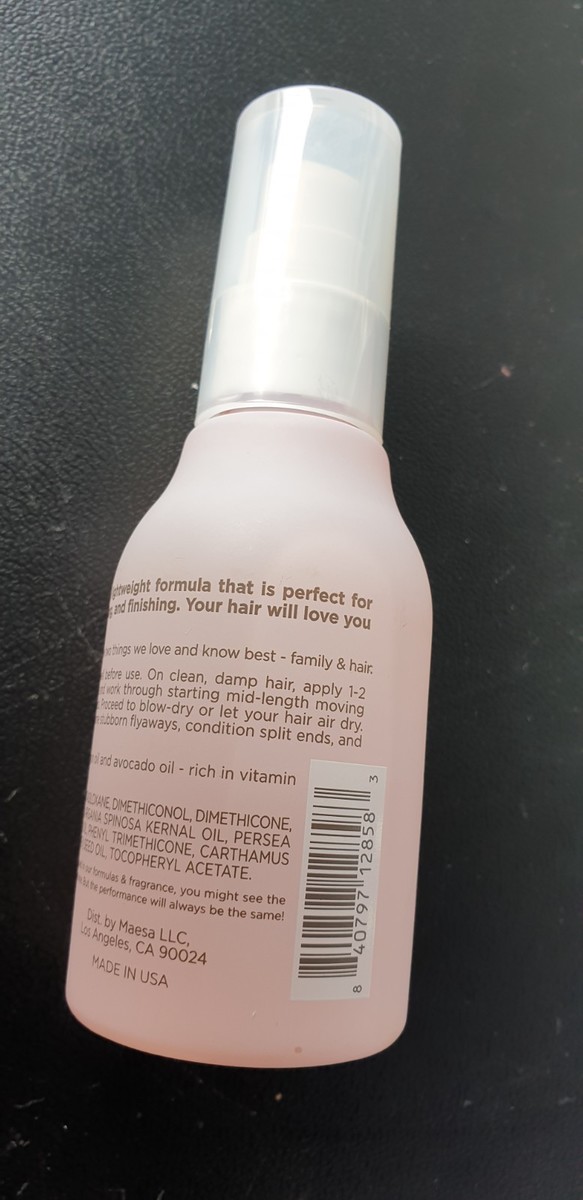 lightweight formula that is perfect for
and finishing. Your hair will love you
two things we love and know best - family & hair.
before use. On clean, damp hair, apply 1-2
and work through starting mid-length moving
Proceed to blow-dry or let your hair air dry.
stubborn flyaways, condition split ends, and
oil and avocado oil - rich in vitamin
DIMETHICONOL, DIMETHICONE,
SPINOSA KERNAL OIL, PERSEA
PHENYL TRIMETHICONE, CARTHAMUS
SEED OIL, TOCOPHERYL ACETATE.
our formulas & fragrance, you might see the
But the performance will always be the same!
Dist. by Maesa LLC,
Los Angeles, CA 90024
MADE IN USA
8 40797 12858 3